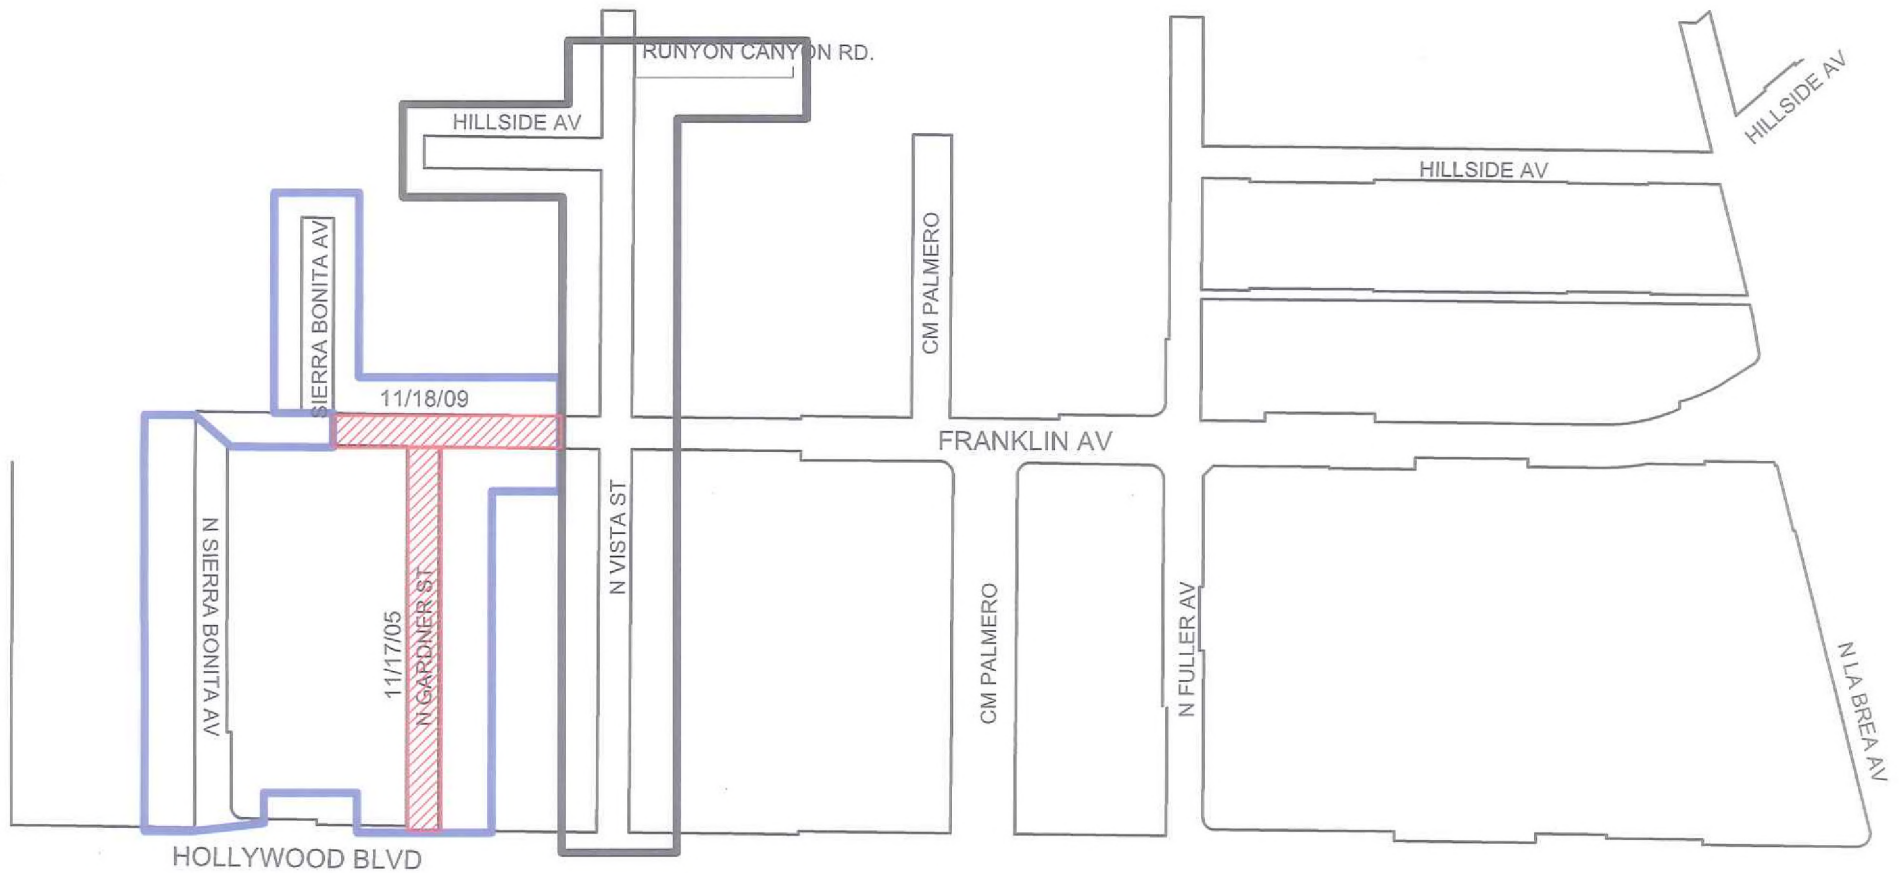 RUNYON CANYON RD.
HILLSIDE AV
HILLSIDE AV
HILLSIDE AV
SIERRA BONITA AV
CM PALMERO
11/18/09
FRANKLIN AV
N SIERRA BONITA AV
11/17/05
N GARDNER ST
N VISTA ST
CM PALMERO
N FULLER AV
N LA BREA AV
HOLLYWOOD BLVD